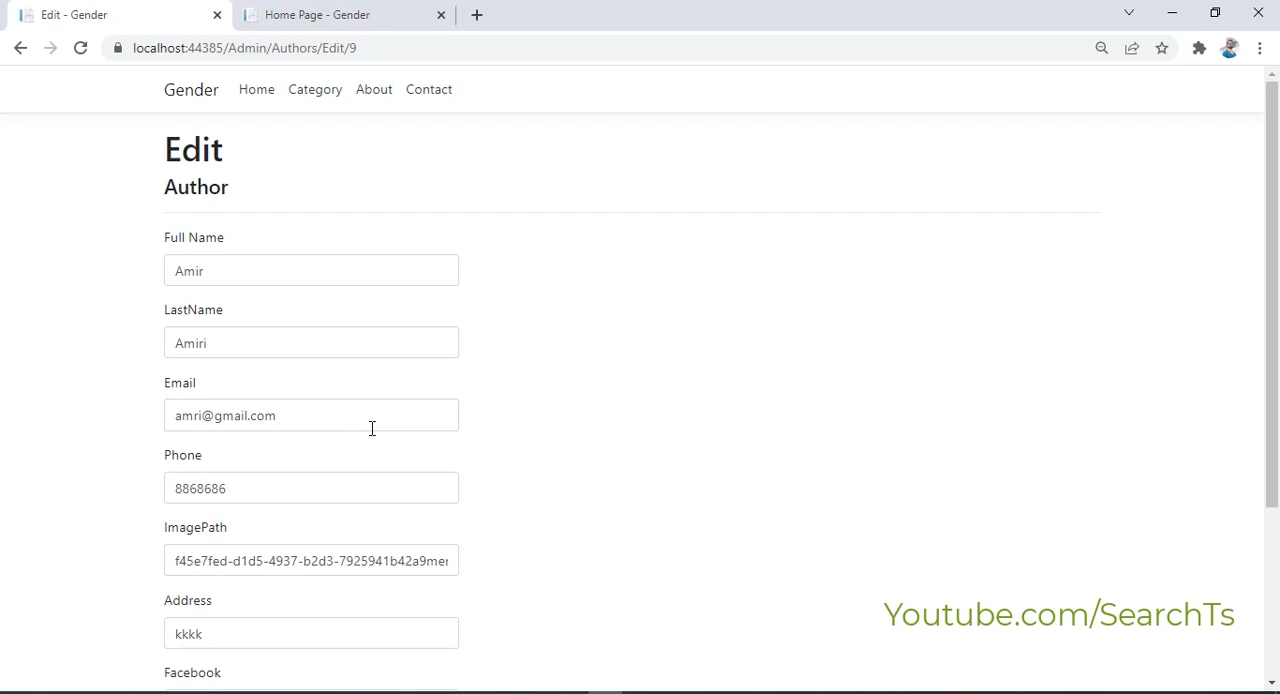 Edit - Gender
Home Page - Gender
localhost:44385/Admin/Authors/Edit/9
Gender Home Category About Contact
Edit
Author
Full Name
Amir
LastName
Amiri
Email
amri@gmail.com
Phone
8868686
ImagePath
f45e7fed-d1d5-4937-b2d3-7925941b42a9mer
Address
kkkk
Youtube.com/SearchTs
Facebook